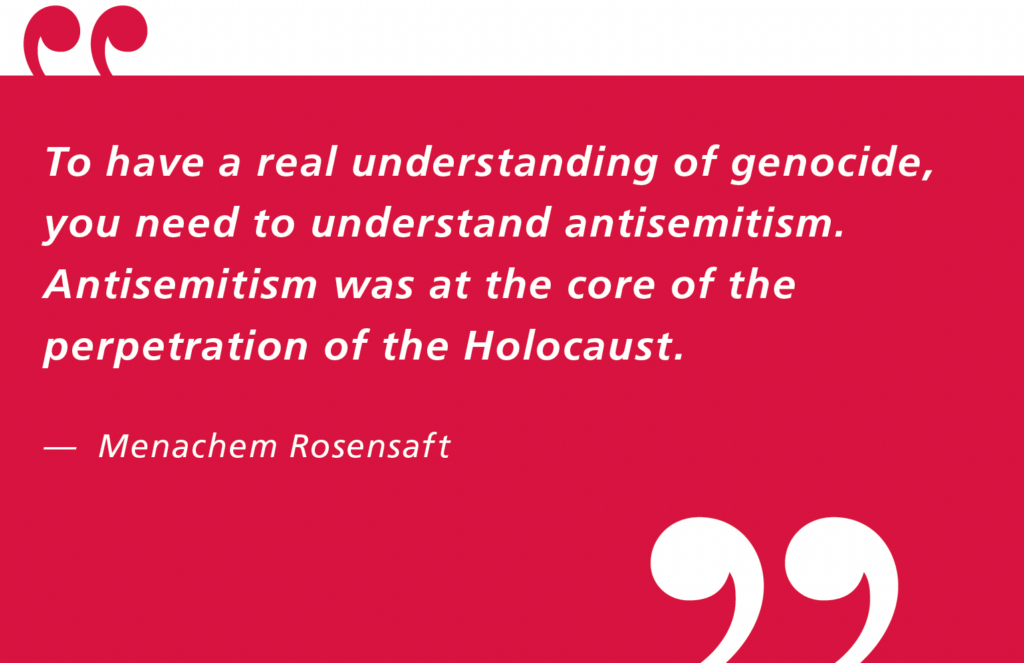 To have a real understanding of genocide,
you need to understand antisemitism.
Antisemitism was at the core of the
perpetration of the Holocaust.
— Menachem Rosensaft